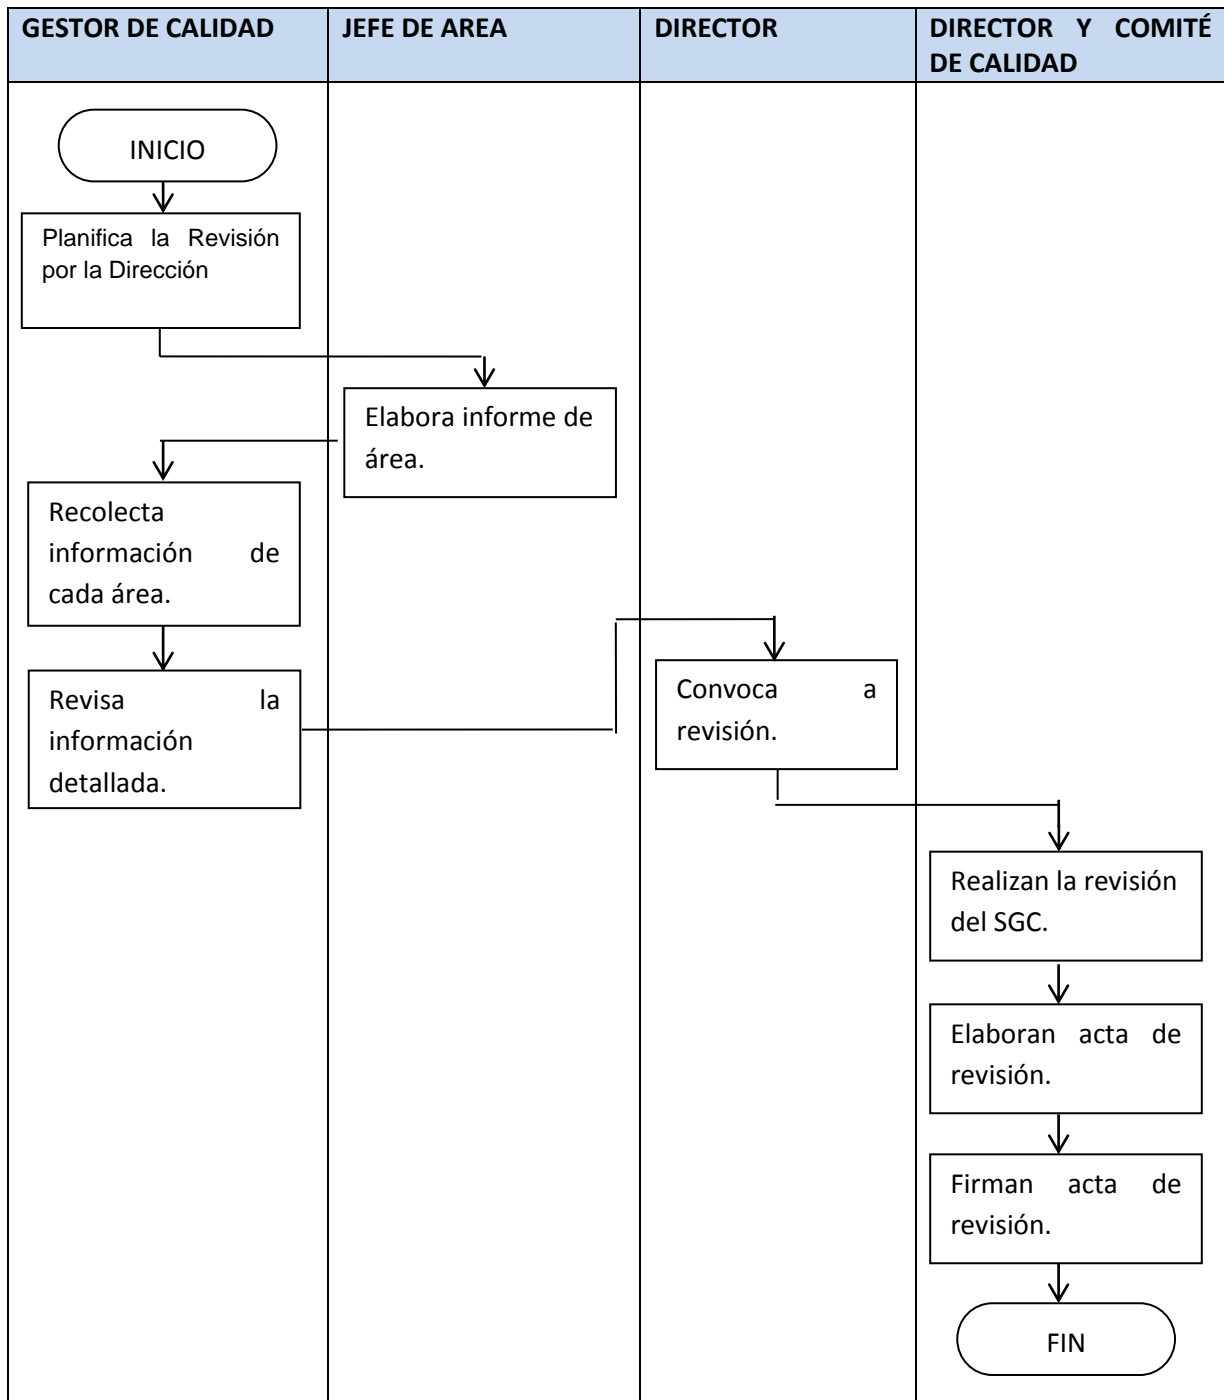 GESTOR DE CALIDAD
JEFE DE AREA
DIRECTOR
DIRECTOR Y COMITÉ
DE CALIDAD
INICIO
Planifica la Revisión
por la Dirección
Elabora informe de
área.
Recolecta
información de
cada área.
Revisa la
información
detallada.
Convoca a
revisión.
Realizan la revisión
del SGC.
Elaboran acta de
revisión.
Firman acta de
revisión.
FIN